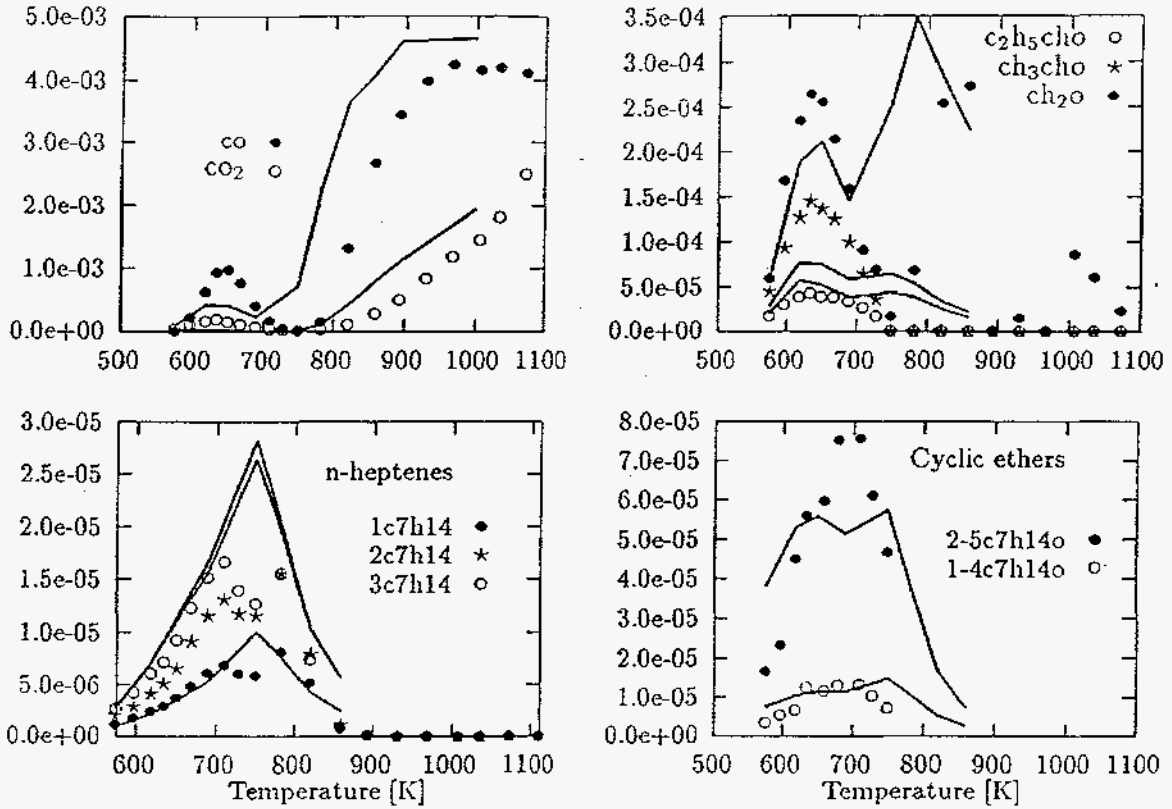 5.0e-03
4.0e-03
3.0e-03
2.0e-03
1.0e-03
0.0e+00
co
co₂
500 600 700 800 900 1000 1100
3.5e-04
3.0e-04
2.5e-04
2.0e-04
1.5e-04
1.0e-04
5.0e-05
0.0e+00
c₂h₅cho
ch₃cho
ch₂o
500 600 700 800 900 1000 1100
3.0e-05
2.5e-05
2.0e-05
1.5e-05
1.0e-05
5.0e-06
0.0e+00
n-heptenes
1c7h14
2c7h14
3c7h14
600 700 800 900 1000 1100
Temperature [K]
8.0e-05
7.0e-05
6.0e-05
5.0e-05
4.0e-05
3.0e-05
2.0e-05
1.0e-05
0.0e+00
Cyclic ethers
2-5c7h14o
1-4c7h14o
500 600 700 800 900 1000 1100
Temperature [K]